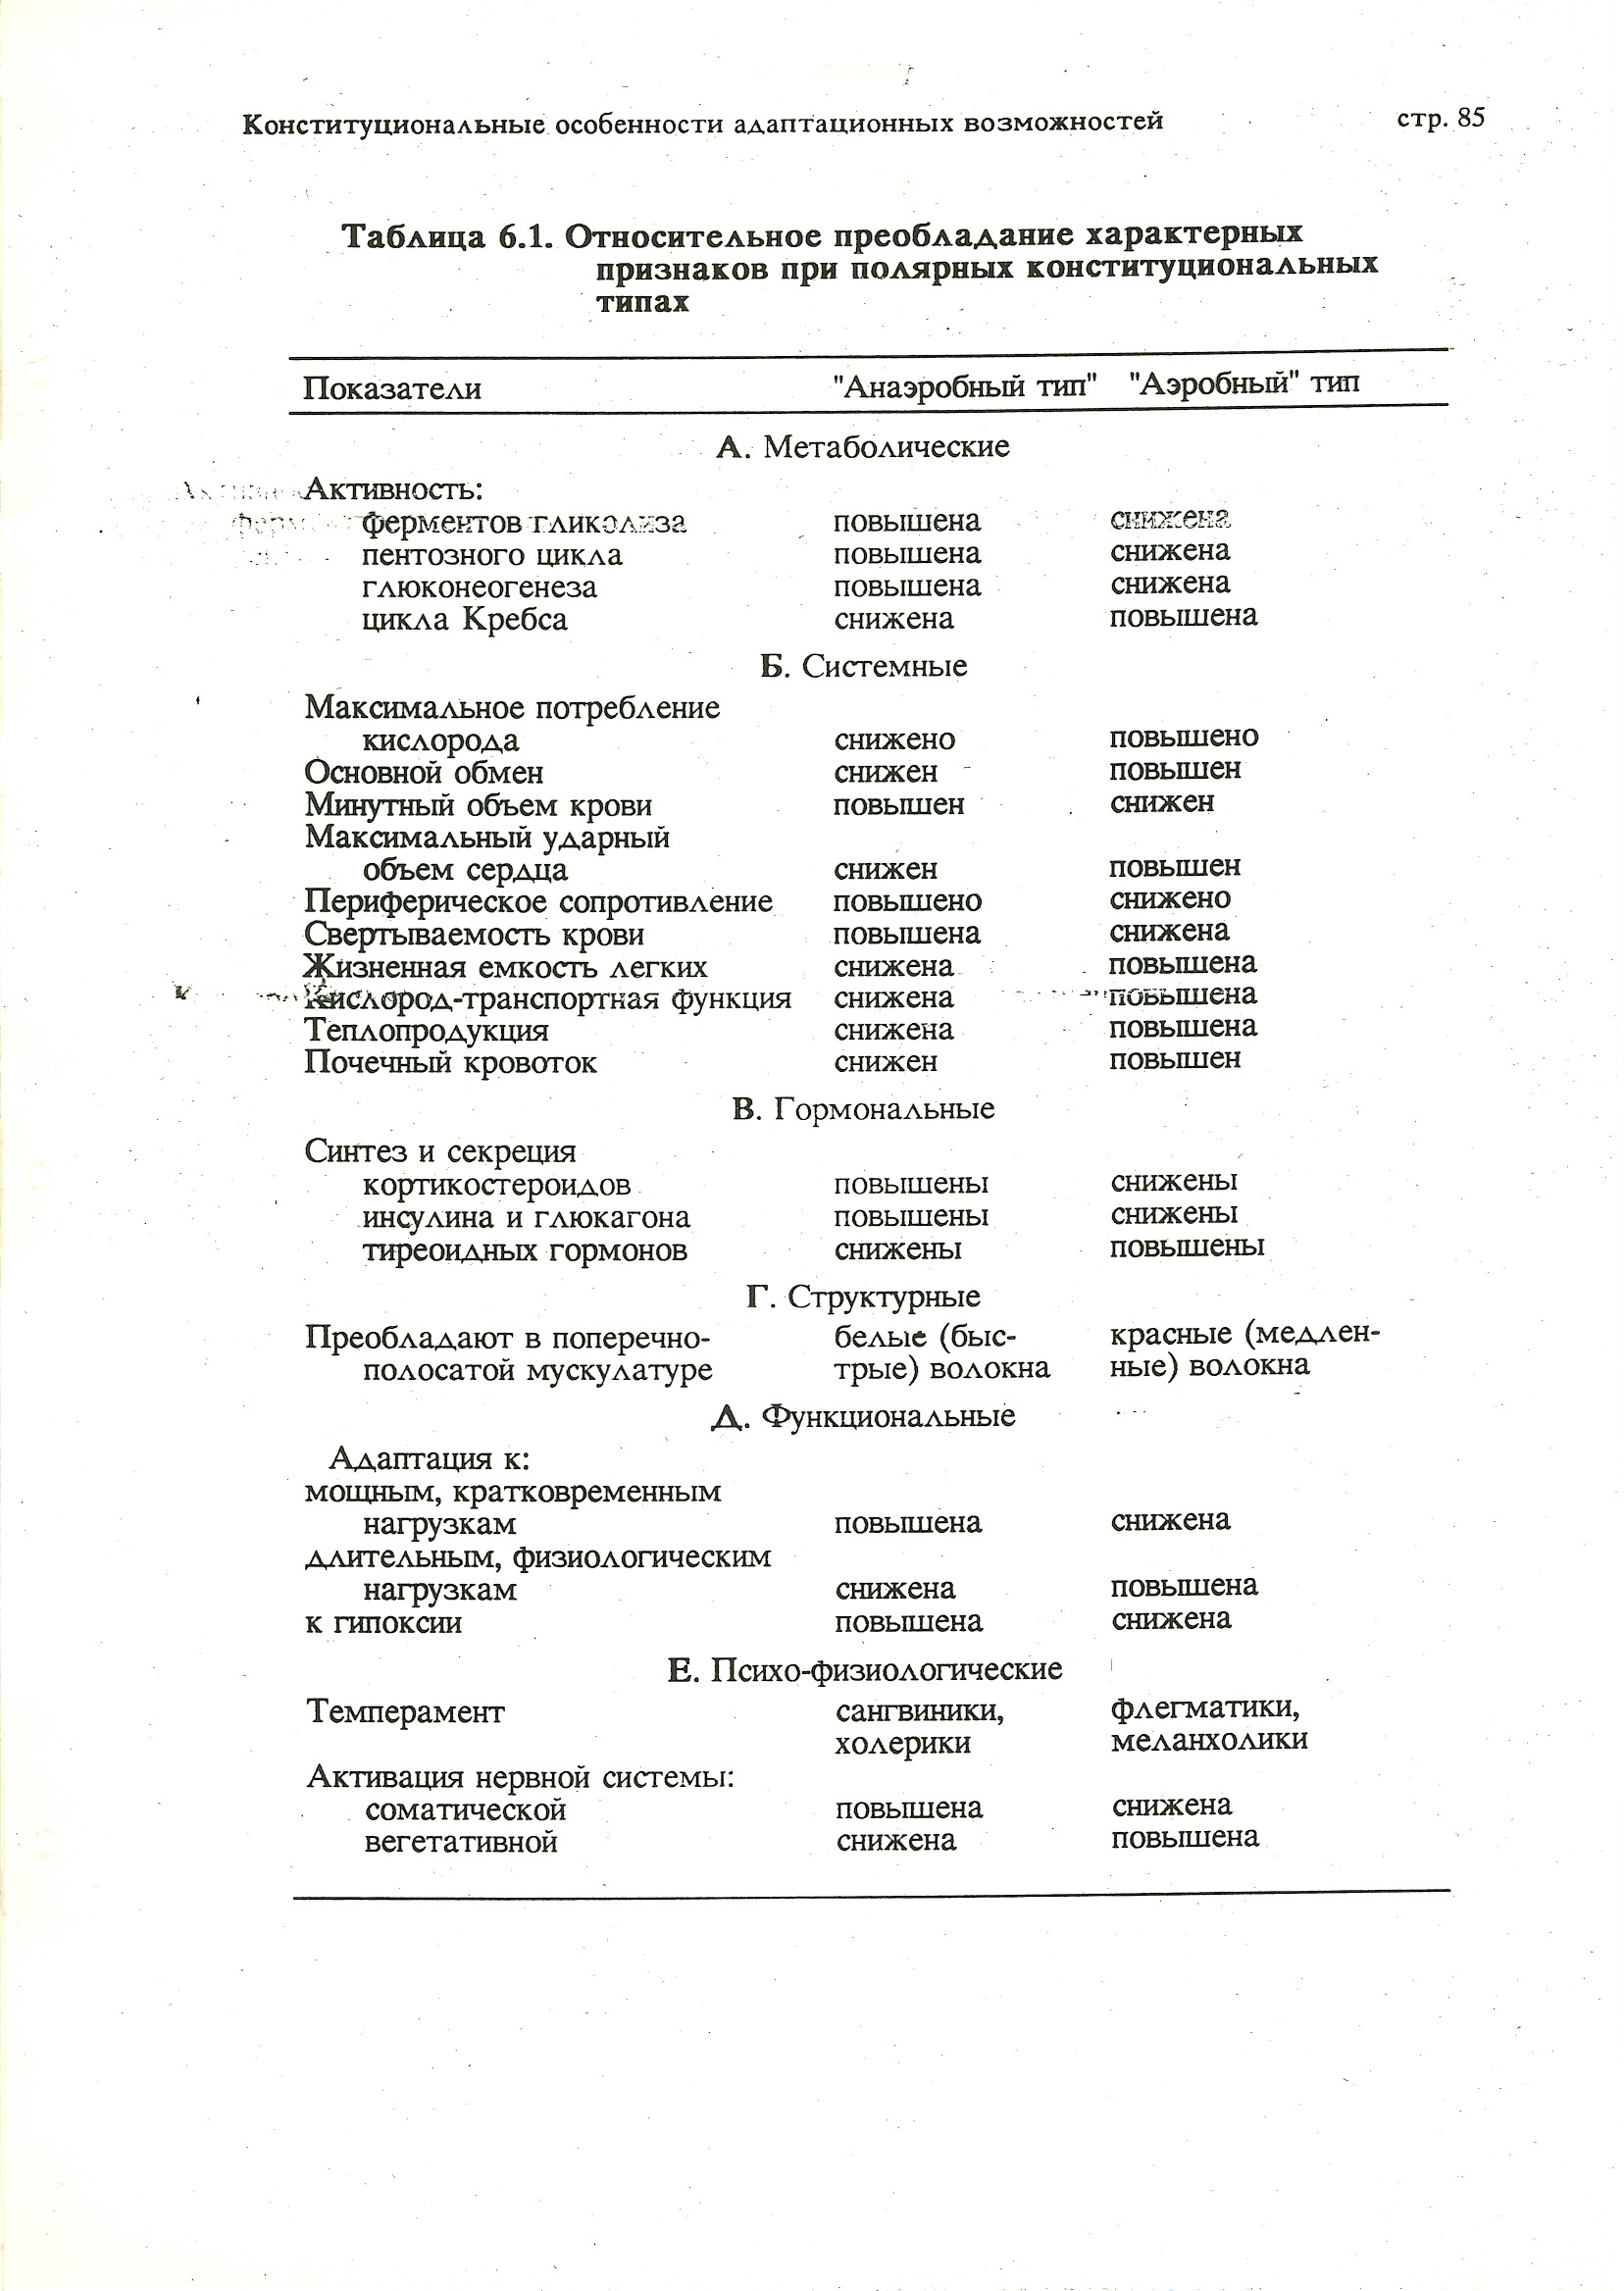 Конституциональные особенности адаптационных возможностей стр. 85
Таблица 6.1. Относительное преобладание характерных
признаков при полярных конституциональных
типах
Показатели "Анаэробный тип" "Аэробный" тип
А. Метаболические
Активность:
ферментов гликолиза повышена снижена
пентозного цикла повышена снижена
глюконеогенеза повышена снижена
цикла Кребса снижена повышена
Б. Системные
Максимальное потребление
кислорода снижено повышено
Основной обмен снижен повышен
Минутный объем крови повышен снижен
Максимальный ударный
объем сердца снижен повышен
Периферическое сопротивление повышено снижено
Свертываемость крови повышена снижена
Жизненная емкость легких снижена повышена
Кислород-транспортная функция снижена повышена
Теплопродукция снижена повышена
Почечный кровоток снижен повышен
В. Гормональные
Синтез и секреция
кортикостероидов повышены снижены
инсулина и глюкагона повышены снижены
тиреоидных гормонов снижены повышены
Г. Структурные
Преобладают в поперечно- белые (быс- красные (медлен-
полосатой мускулатуре трые) волокна ные) волокна
Д. Функциональные
Адаптация к:
мощным, кратковременным
нагрузкам повышена снижена
длительным, физиологическим
нагрузкам снижена повышена
к гипоксии повышена снижена
Е. Психо-физиологические
Темперамент сангвиники, флегматики,
холерики меланхолики
Активация нервной системы:
соматической повышена снижена
вегетативной снижена повышена